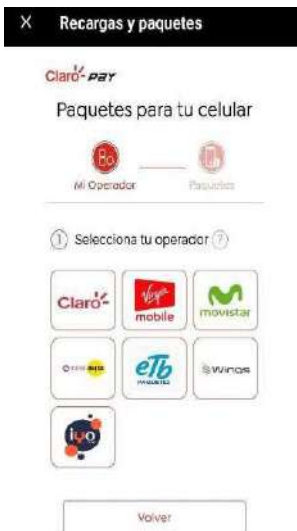 X Recargas y paquetes
Claro- pay
Paquetes para tu celular
Mi Operador
Paquetes
1 Selecciona tu operador ?
Claro
Virgin mobile
movistar
eTb
PAQUETES
Wings
Volver